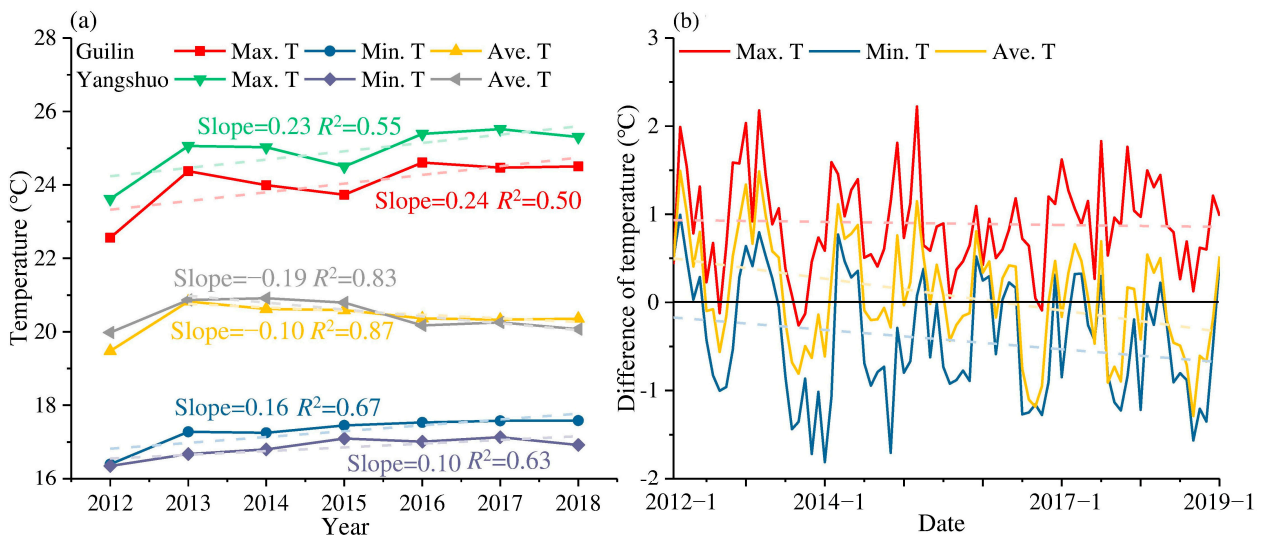 (a)
28
26
24
22
20
18
16
Temperature (°C)
Guilin Max. T Min. T Ave. T
Yangshuo Max. T Min. T Ave. T
Slope=0.23 R²=0.55
Slope=0.24 R²=0.50
Slope=−0.19 R²=0.83
Slope=−0.10 R²=0.87
Slope=0.16 R²=0.67
Slope=0.10 R²=0.63
2012 2013 2014 2015 2016 2017 2018
Year
(b)
3
2
1
0
-1
-2
Difference of temperature (°C)
Max. T Min. T Ave. T
2012−1 2014−1 2017−1 2019−1
Date